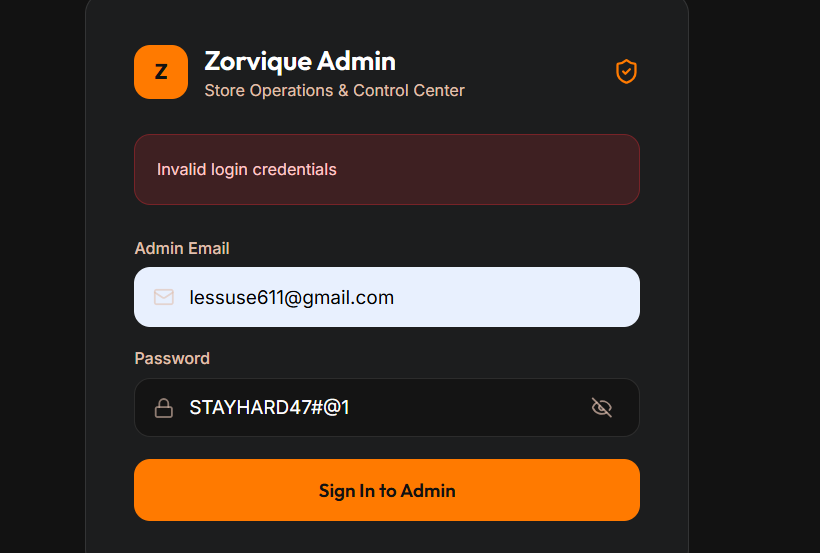 Z
Zorvique Admin
Store Operations & Control Center
Invalid login credentials
Admin Email
lessuse611@gmail.com
Password
STAYHARD47#@1
Sign In to Admin